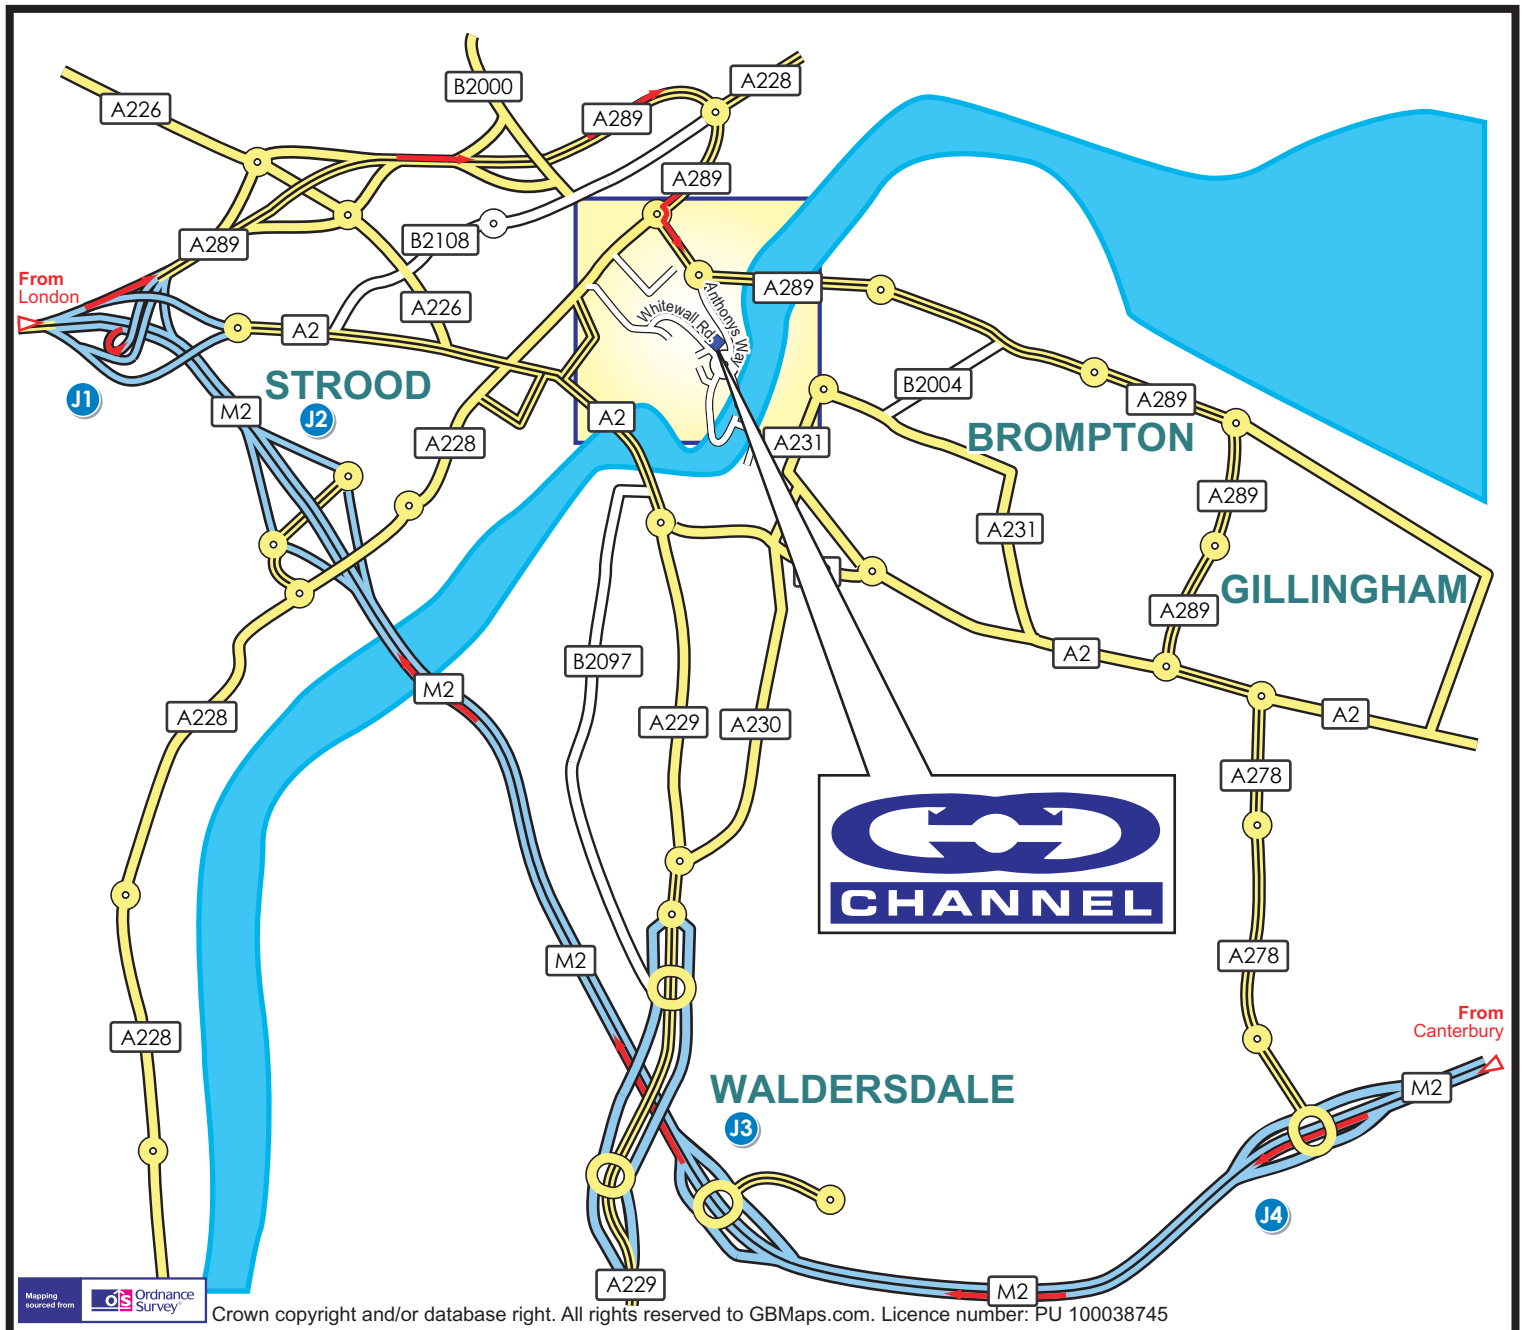 B2000
A228
A226
A289
A289
A289
B2108
From
London
A226
A289
A2
Anthonys Way
Whitewall Rd.
STROOD
J1
J2
M2
A2
B2004
A289
A228
A231
BROMPTON
A289
A231
GILLINGHAM
A289
A2
B2097
M2
A228
A229
A230
A2
A278
CHANNEL
M2
A278
A228
From
Canterbury
M2
WALDERSDALE
J3
J4
A229
M2
Mapping
sourced from
OS
Ordnance
Survey®
Crown copyright and/or database right. All rights reserved to GBMaps.com. Licence number: PU 100038745